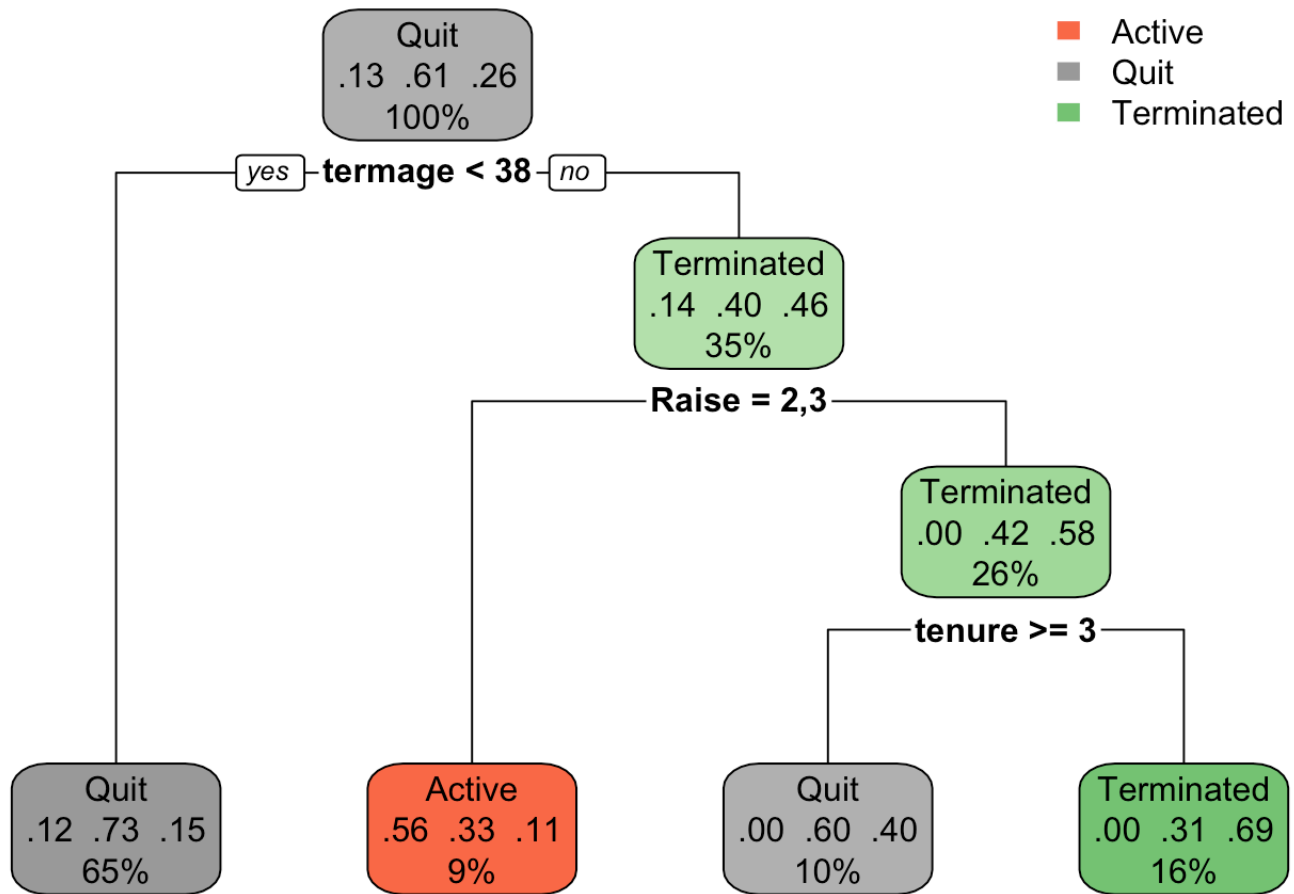 Quit
.13 .61 .26
100%
Active
Quit
Terminated
yes termage < 38 no
Terminated
.14 .40 .46
35%
Raise = 2,3
Terminated
.00 .42 .58
26%
tenure >= 3
Quit
.12 .73 .15
65%
Active
.56 .33 .11
9%
Quit
.00 .60 .40
10%
Terminated
.00 .31 .69
16%